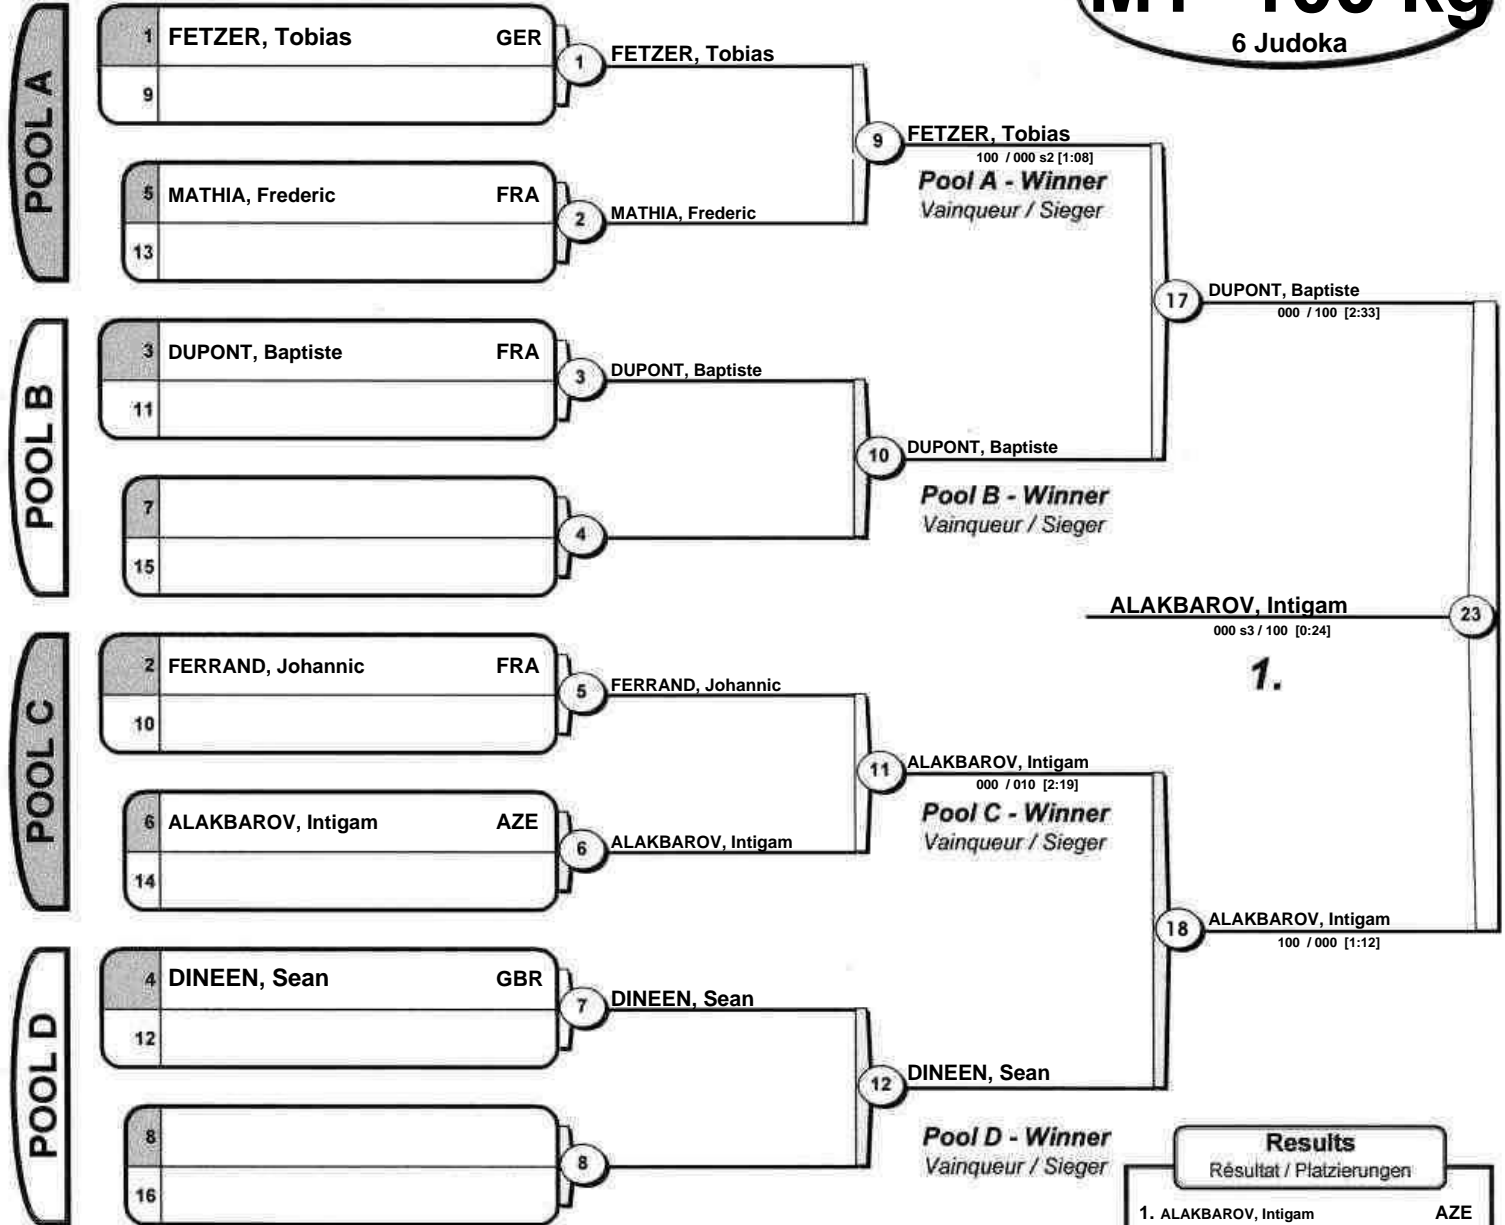 6 Judoka
POOL A
1 FETZER, Tobias GER
9
1 FETZER, Tobias
5 MATHIA, Frederic FRA
13
2 MATHIA, Frederic
9 FETZER, Tobias
100 / 000 s2 [1:08]
Pool A - Winner
Vainqueur / Sieger
POOL B
3 DUPONT, Baptiste FRA
11
3 DUPONT, Baptiste
7
15
4
10 DUPONT, Baptiste
Pool B - Winner
Vainqueur / Sieger
17 DUPONT, Baptiste
000 / 100 [2:33]
ALAKBAROV, Intigam 23
000 s3 / 100 [0:24]
1.
POOL C
2 FERRAND, Johannic FRA
10
5 FERRAND, Johannic
6 ALAKBAROV, Intigam AZE
14
6 ALAKBAROV, Intigam
11 ALAKBAROV, Intigam
000 / 010 [2:19]
Pool C - Winner
Vainqueur / Sieger
18 ALAKBAROV, Intigam
100 / 000 [1:12]
POOL D
4 DINEEN, Sean GBR
12
7 DINEEN, Sean
8
16
8
12 DINEEN, Sean
Pool D - Winner
Vainqueur / Sieger
Results
Résultat / Platzierungen
1. ALAKBAROV, Intigam AZE